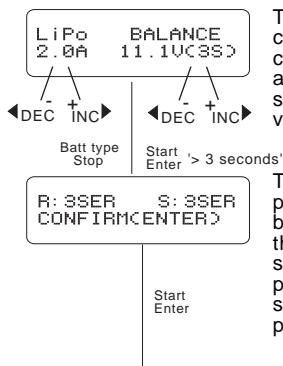 LiPo BALANCE
2.0A 11.1V(3S)
- + - +
◀DEC INC▶ ◀DEC INC▶
Batt type Start
Stop Enter '> 3 seconds'
R:3SER S:3SER
CONFIRM(ENTER)
Start
Enter